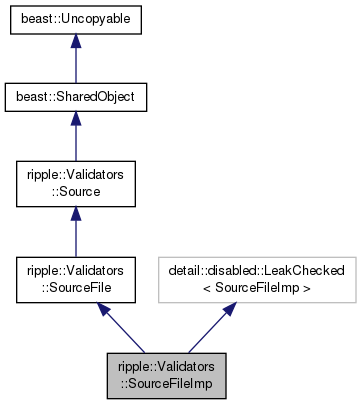 beast::Uncopyable
beast::SharedObject
ripple::Validators
::Source
ripple::Validators
::SourceFile
detail::disabled::LeakChecked
< SourceFileImp >
ripple::Validators
::SourceFileImp